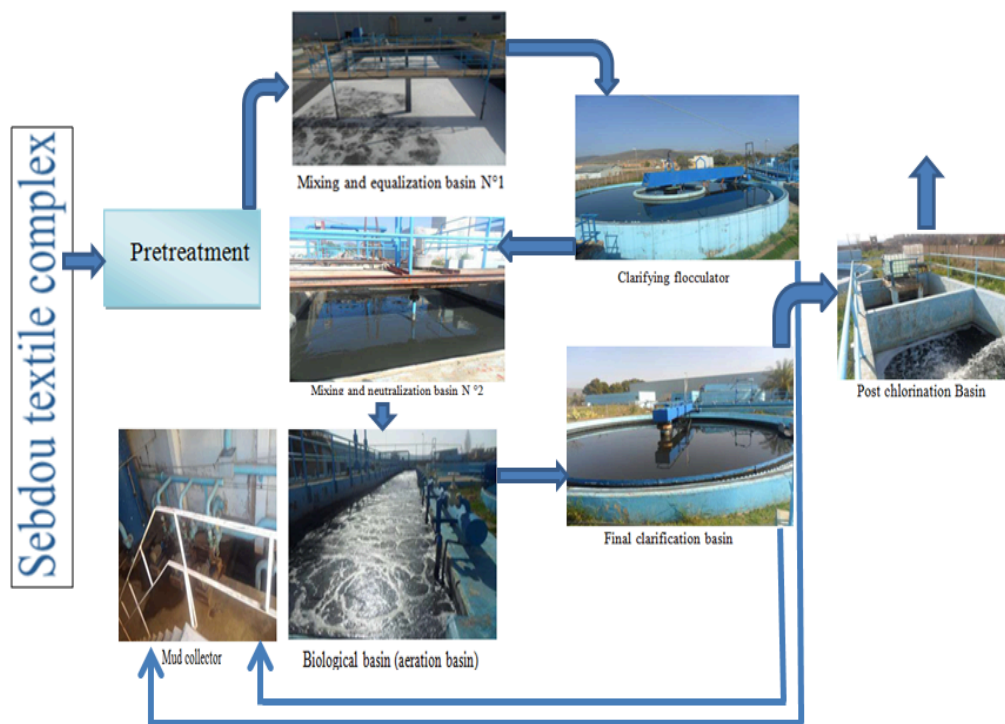 Sebdou textile complex
Pretreatment
Mixing and equalization basin N°1
Clarifying flocculator
Mixing and neutralization basin N °2
Biological basin (aeration basin)
Final clarification basin
Post chlorination Basin
Mud collector